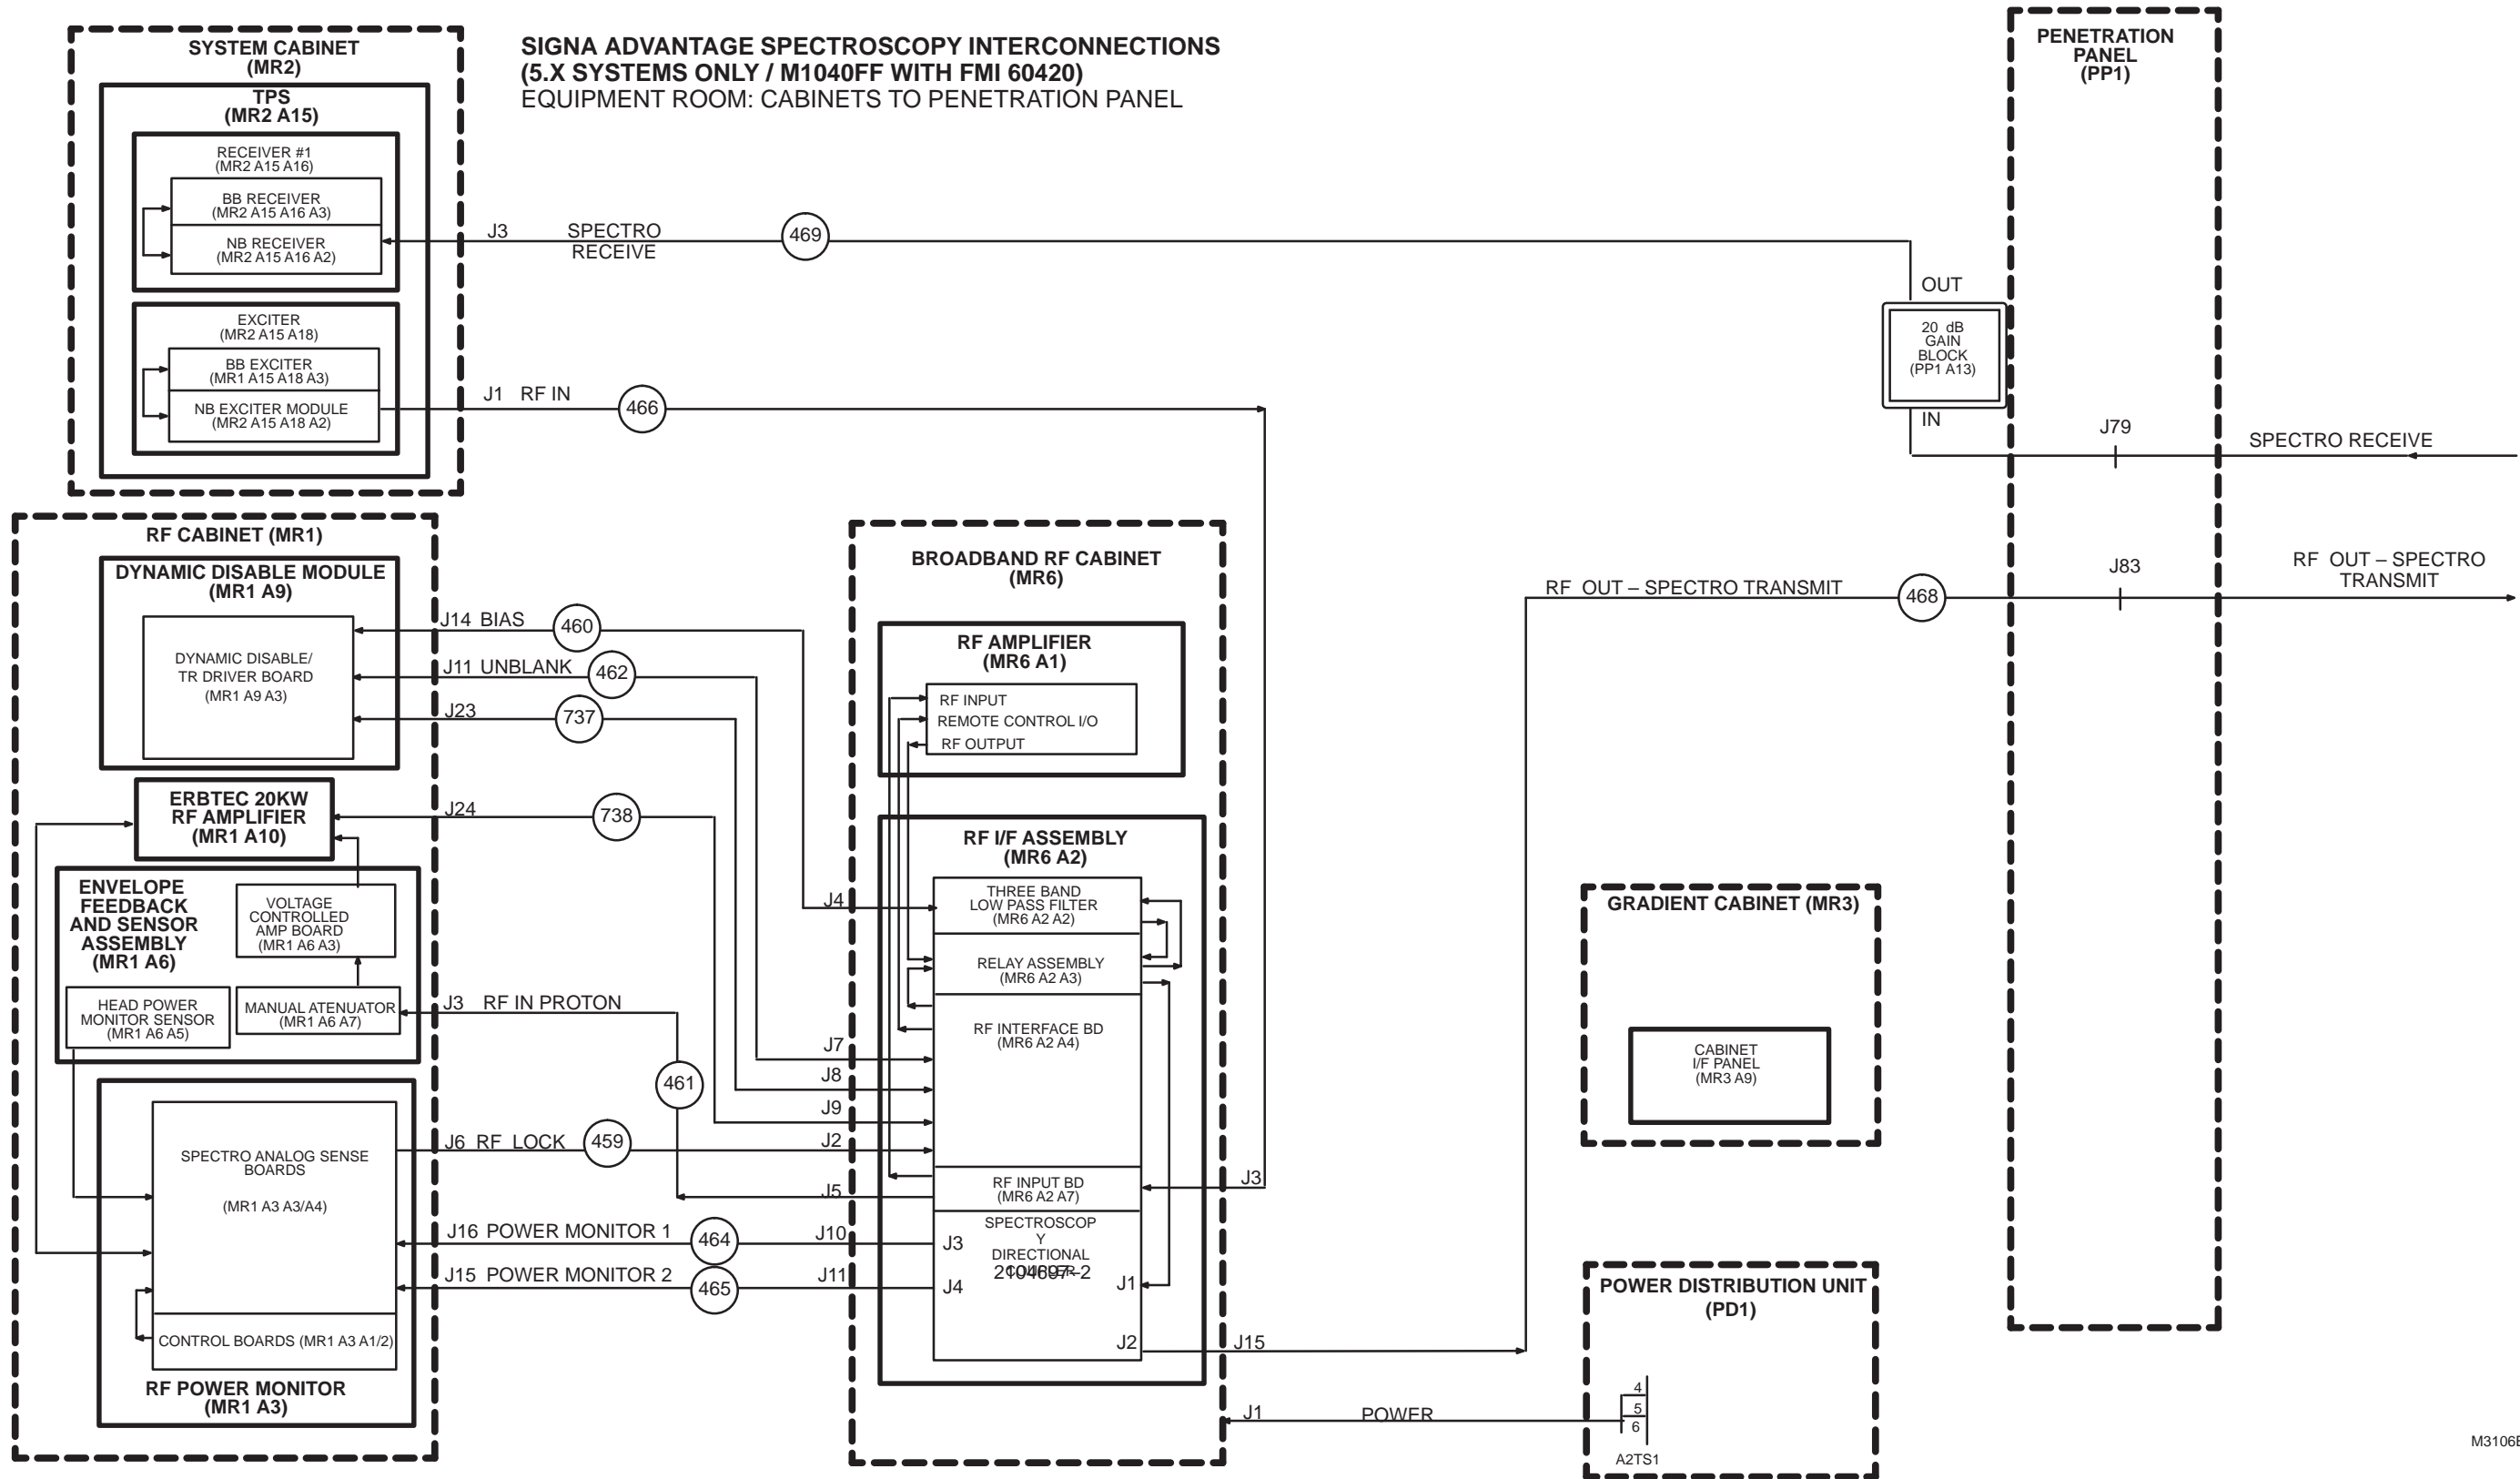 SIGNA ADVANTAGE SPECTROSCOPY INTERCONNECTIONS
(5.X SYSTEMS ONLY / M1040FF WITH FMI 60420)
EQUIPMENT ROOM: CABINETS TO PENETRATION PANEL
SYSTEM CABINET
(MR2)
TPS
(MR2 A15)
RECEIVER #1
(MR2 A15 A16)
BB RECEIVER
(MR2 A15 A16 A3)
NB RECEIVER
(MR2 A15 A16 A2)
EXCITER
(MR2 A15 A18)
BB EXCITER
(MR1 A15 A18 A3)
NB EXCITER MODULE
(MR2 A15 A18 A2)
J3
SPECTRO
RECEIVE
469
J1 RF IN
466
PENETRATION
PANEL
(PP1)
OUT
20 dB
GAIN
BLOCK
(PP1 A13)
IN
J79
SPECTRO RECEIVE
J83
RF OUT – SPECTRO
TRANSMIT
RF OUT – SPECTRO TRANSMIT
468
RF CABINET (MR1)
DYNAMIC DISABLE MODULE
(MR1 A9)
DYNAMIC DISABLE/
TR DRIVER BOARD
(MR1 A9 A3)
J14 BIAS
460
J11 UNBLANK
462
J23
737
ERBTEC 20KW
RF AMPLIFIER
(MR1 A10)
J24
738
ENVELOPE
FEEDBACK
AND SENSOR
ASSEMBLY
(MR1 A6)
VOLTAGE
CONTROLLED
AMP BOARD
(MR1 A6 A3)
HEAD POWER
MONITOR SENSOR
(MR1 A6 A5)
MANUAL ATENUATOR
(MR1 A6 A7)
J3 RF IN PROTON
461
SPECTRO ANALOG SENSE
BOARDS
(MR1 A3 A3/A4)
J6 RF LOCK
459
J16 POWER MONITOR 1
464
J15 POWER MONITOR 2
465
CONTROL BOARDS (MR1 A3 A1/2)
RF POWER MONITOR
(MR1 A3)
BROADBAND RF CABINET
(MR6)
RF AMPLIFIER
(MR6 A1)
RF INPUT
REMOTE CONTROL I/O
RF OUTPUT
RF I/F ASSEMBLY
(MR6 A2)
J4
THREE BAND
LOW PASS FILTER
(MR6 A2 A2)
RELAY ASSEMBLY
(MR6 A2 A3)
RF INTERFACE BD
(MR6 A2 A4)
J7
J8
J9
J2
J5
RF INPUT BD
(MR6 A2 A7)
J3
J10
J3
SPECTROSCOP
Y
DIRECTIONAL
2104697-2
J11
J4
J1
J2
J15
J1
POWER
GRADIENT CABINET (MR3)
CABINET
I/F PANEL
(MR3 A9)
POWER DISTRIBUTION UNIT
(PD1)
4
5
6
A2TS1